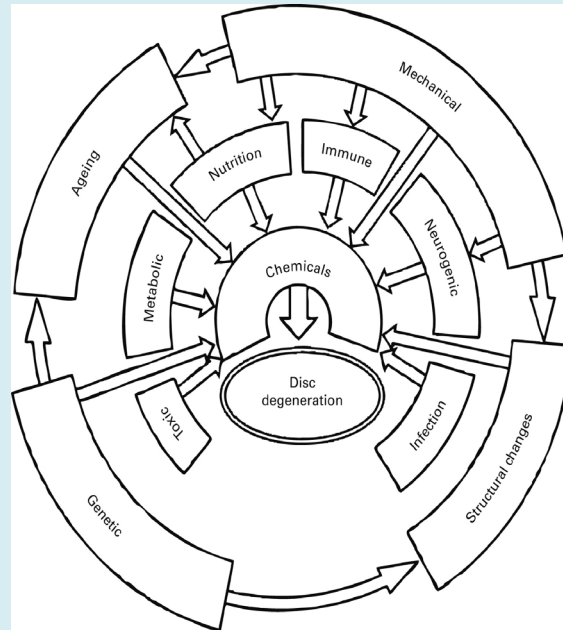 Mechanical
Ageing
Nutrition
Immune
Metabolic
Neurogenic
Chemicals
Disc
degeneration
Toxic
Infection
Genetic
Structural changes